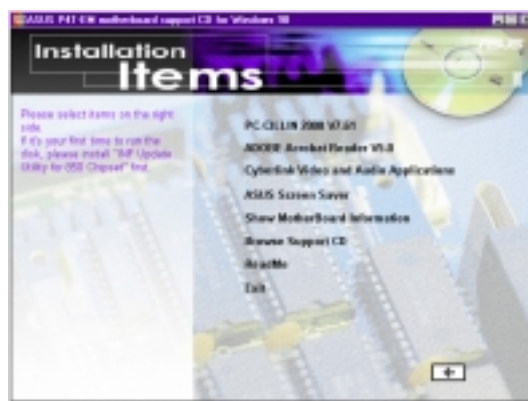 ASUS P4T-EM motherboard support CD for Windows 98
Installation
Items
Please select items on the right
side.
If it's your first time to run the
disk, please install "INF Update
Utility for 850 Chipset" first.
PC-CILLIN 2000 V7.61
ADOBE Acrobat Reader V5.0
Cyberlink Video and Audio Applications
ASUS Screen Saver
Show MotherBoard Information
Browse Support CD
ReadMe
Exit